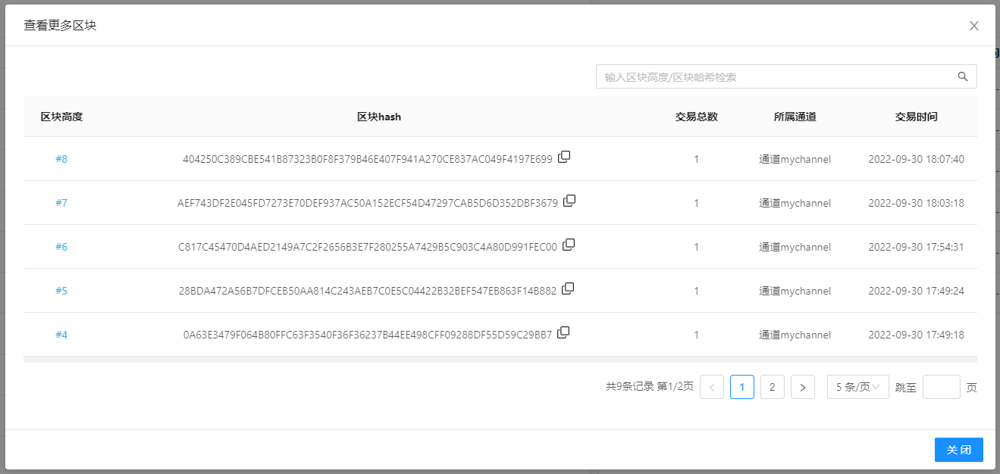 查看更多区块
输入区块高度/区块哈希检索
区块高度 区块hash 交易总数 所属通道 交易时间
#8 404250C389CBE541B87323B0F8F379B46E407F941A270CE837AC049F4197E699 1 通道mychannel 2022-09-30 18:07:40
#7 AEF743DF2E045FD7273E70DEF937AC50A152ECF54D47297CAB5D6D352DBF3679 1 通道mychannel 2022-09-30 18:03:18
#6 C817C45470D4AED2149A7C2F2656B3E7F280255A7429B5C903C4A80D991FEC00 1 通道mychannel 2022-09-30 17:54:31
#5 28BDA472A56B7DFCEB50AA814C243AEB7C0E5C04422B32BEF547EB863F14B882 1 通道mychannel 2022-09-30 17:49:24
#4 0A63E3479F064B80FFC63F3540F36F36237B44EE498CFF09288DF55D59C29BB7 1 通道mychannel 2022-09-30 17:49:18
共9条记录 第1/2页 < 1 2 > 5 条/页 跳至 页
关 闭